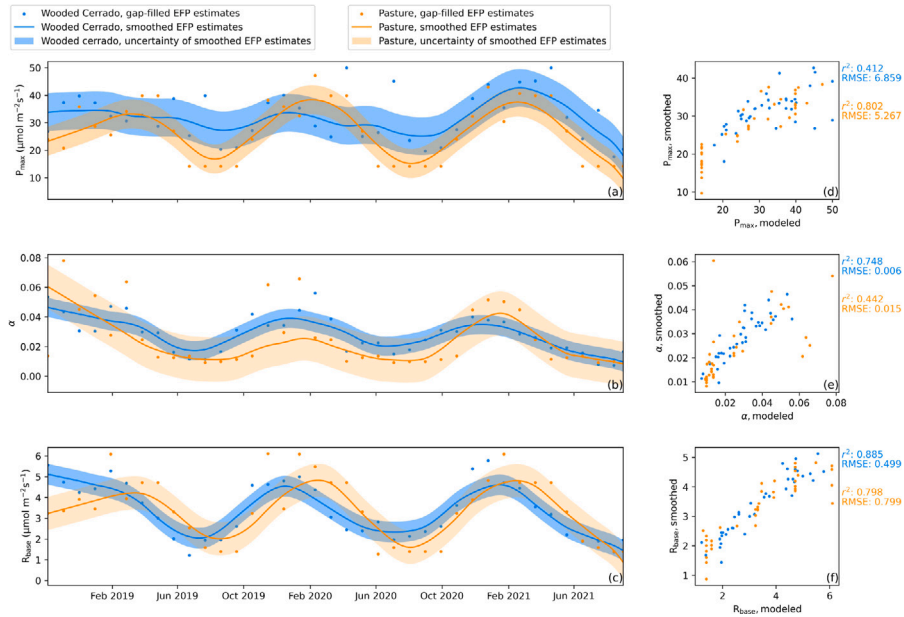 Wooded Cerrado, gap-filled EFP estimates
Wooded Cerrado, smoothed EFP estimates
Wooded cerrado, uncertainty of smoothed EFP estimates
Pasture, gap-filled EFP estimates
Pasture, smoothed EFP estimates
Pasture, uncertainty of smoothed EFP estimates
50
40
30
20
10
P_max (μmol m⁻²s⁻¹)
(a)
40
30
20
10
P_max, smoothed
20 30 40 50
P_max, modeled
(d)
r²: 0.412
RMSE: 6.859
r²: 0.802
RMSE: 5.267
0.08
0.06
0.04
0.02
0.00
α
(b)
0.06
0.05
0.04
0.03
0.02
0.01
α, smoothed
0.02 0.04 0.06 0.08
α, modeled
(e)
r²: 0.748
RMSE: 0.006
r²: 0.442
RMSE: 0.015
6
5
4
3
2
1
0
R_base (μmol m⁻²s⁻¹)
(c)
Feb 2019 Jun 2019 Oct 2019 Feb 2020 Jun 2020 Oct 2020 Feb 2021 Jun 2021
5
4
3
2
1
R_base, smoothed
2 4 6
R_base, modeled
(f)
r²: 0.885
RMSE: 0.499
r²: 0.798
RMSE: 0.799